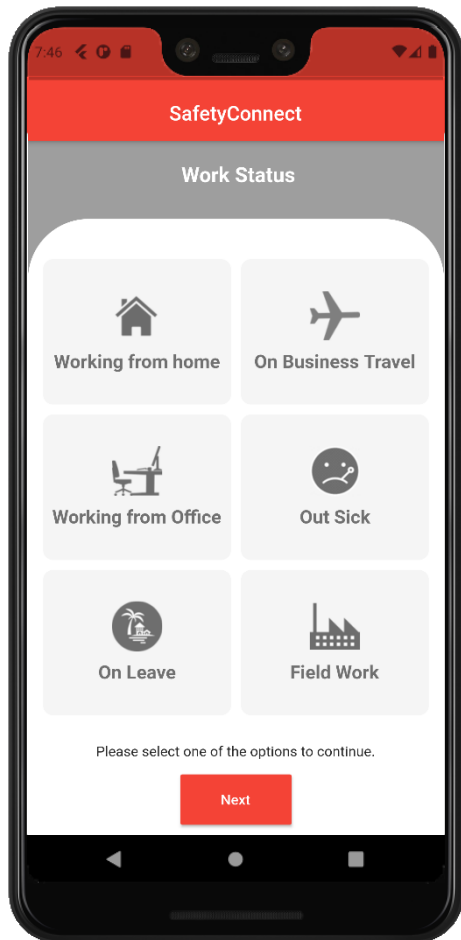 7:46
SafetyConnect
Work Status
Working from home
On Business Travel
Working from Office
Out Sick
On Leave
Field Work
Please select one of the options to continue.
Next